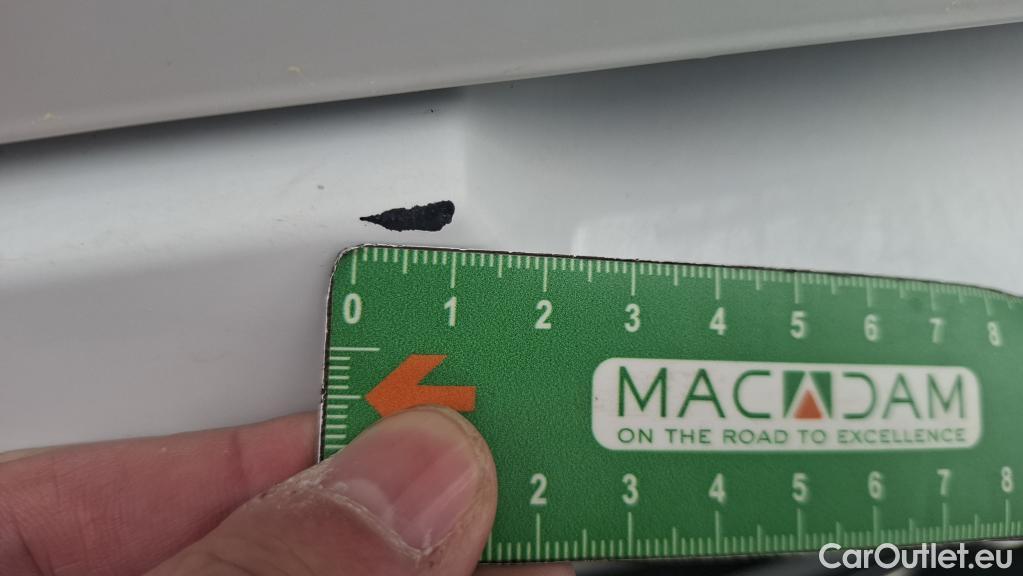 0 1 2 3 4 5 6 7 8
MACADAM
ON THE ROAD TO EXCELLENCE
2 3 4 5 6 7 8
CarOutlet.eu